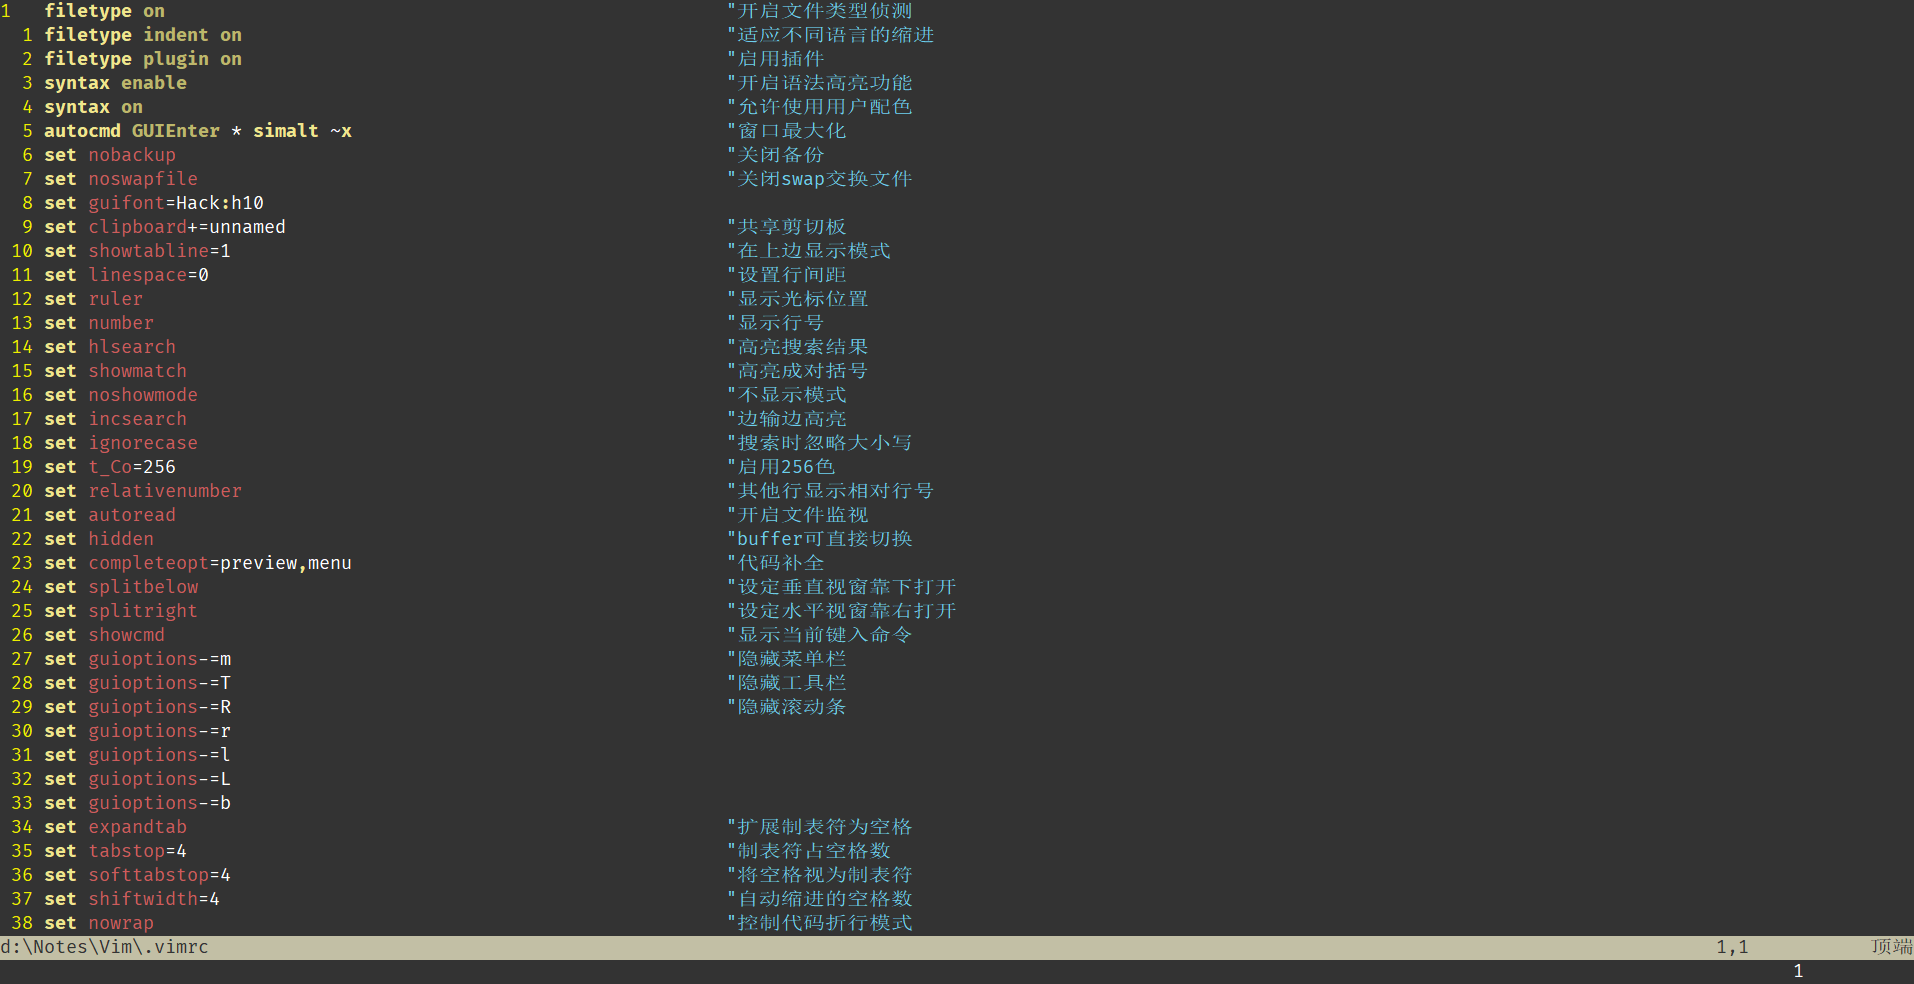 1   filetype on                                                    "开启文件类型侦测
  1 filetype indent on                                             "适应不同语言的缩进
  2 filetype plugin on                                             "启用插件
  3 syntax enable                                                  "开启语法高亮功能
  4 syntax on                                                      "允许使用用户配色
  5 autocmd GUIEnter * simalt ~x                                   "窗口最大化
  6 set nobackup                                                   "关闭备份
  7 set noswapfile                                                 "关闭swap交换文件
  8 set guifont=Hack:h10
  9 set clipboard+=unnamed                                         "共享剪切板
 10 set showtabline=1                                              "在上边显示模式
 11 set linespace=0                                                "设置行间距
 12 set ruler                                                      "显示光标位置
 13 set number                                                     "显示行号
 14 set hlsearch                                                   "高亮搜索结果
 15 set showmatch                                                  "高亮成对括号
 16 set noshowmode                                                 "不显示模式
 17 set incsearch                                                  "边输边高亮
 18 set ignorecase                                                 "搜索时忽略大小写
 19 set t_Co=256                                                   "启用256色
 20 set relativenumber                                             "其他行显示相对行号
 21 set autoread                                                   "开启文件监视
 22 set hidden                                                     "buffer可直接切换
 23 set completeopt=preview,menu                                   "代码补全
 24 set splitbelow                                                 "设定垂直视窗靠下打开
 25 set splitright                                                 "设定水平视窗靠右打开
 26 set showcmd                                                    "显示当前键入命令
 27 set guioptions-=m                                              "隐藏菜单栏
 28 set guioptions-=T                                              "隐藏工具栏
 29 set guioptions-=R                                              "隐藏滚动条
 30 set guioptions-=r
 31 set guioptions-=l
 32 set guioptions-=L
 33 set guioptions-=b
 34 set expandtab                                                  "扩展制表符为空格
 35 set tabstop=4                                                  "制表符占空格数
 36 set softtabstop=4                                              "将空格视为制表符
 37 set shiftwidth=4                                               "自动缩进的空格数
 38 set nowrap                                                     "控制代码折行模式
d:\Notes\Vim\.vimrc 1,1 顶端
1